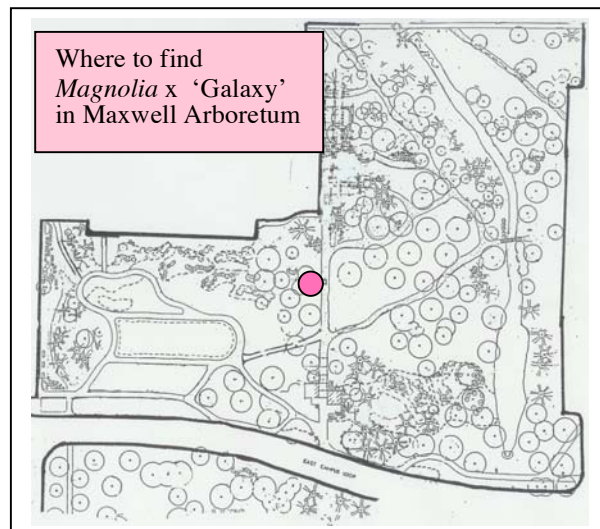 Where to find
Magnolia x ‘Galaxy’
in Maxwell Arboretum
EAST CAMPUS LOOP